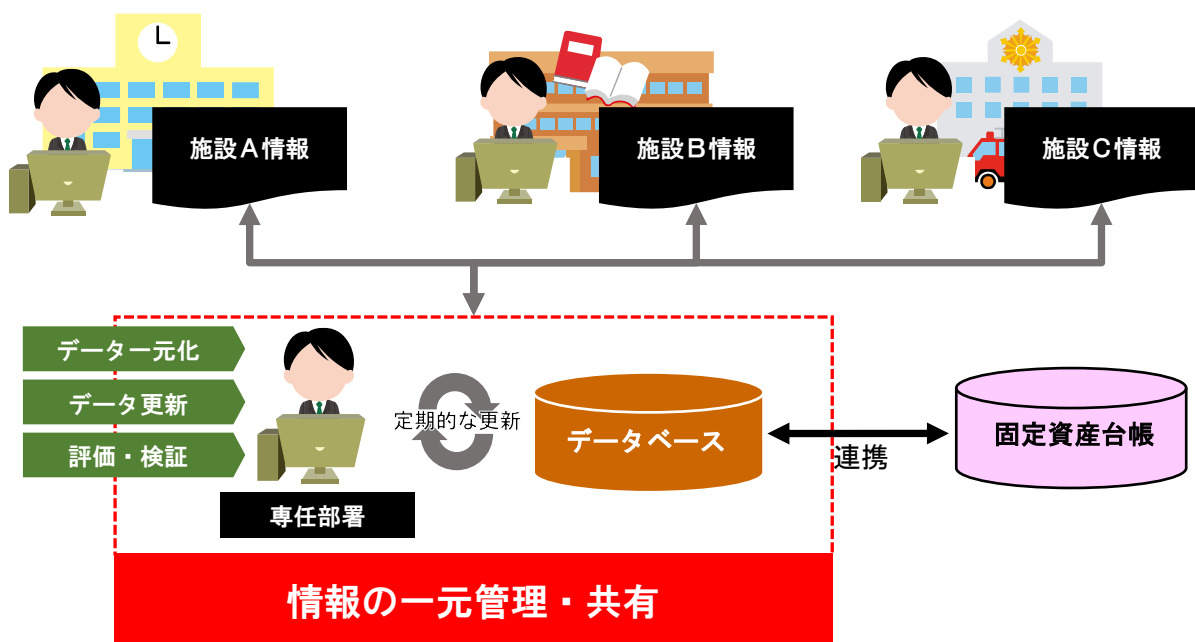 施設Ａ情報
施設Ｂ情報
施設Ｃ情報
データ一元化
データ更新
評価・検証
定期的な更新
データベース
連携
固定資産台帳
専任部署
情報の一元管理・共有